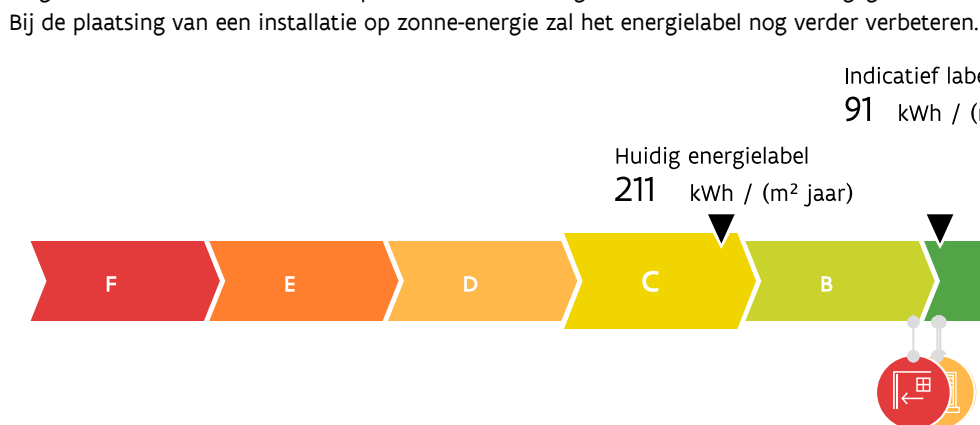 Bij de plaatsing van een installatie op zonne-energie zal het energielabel nog verder verbeteren.
Indicatief
91 kWh /
Huidig energielabel
211 kWh / (m² jaar)
F E D C B